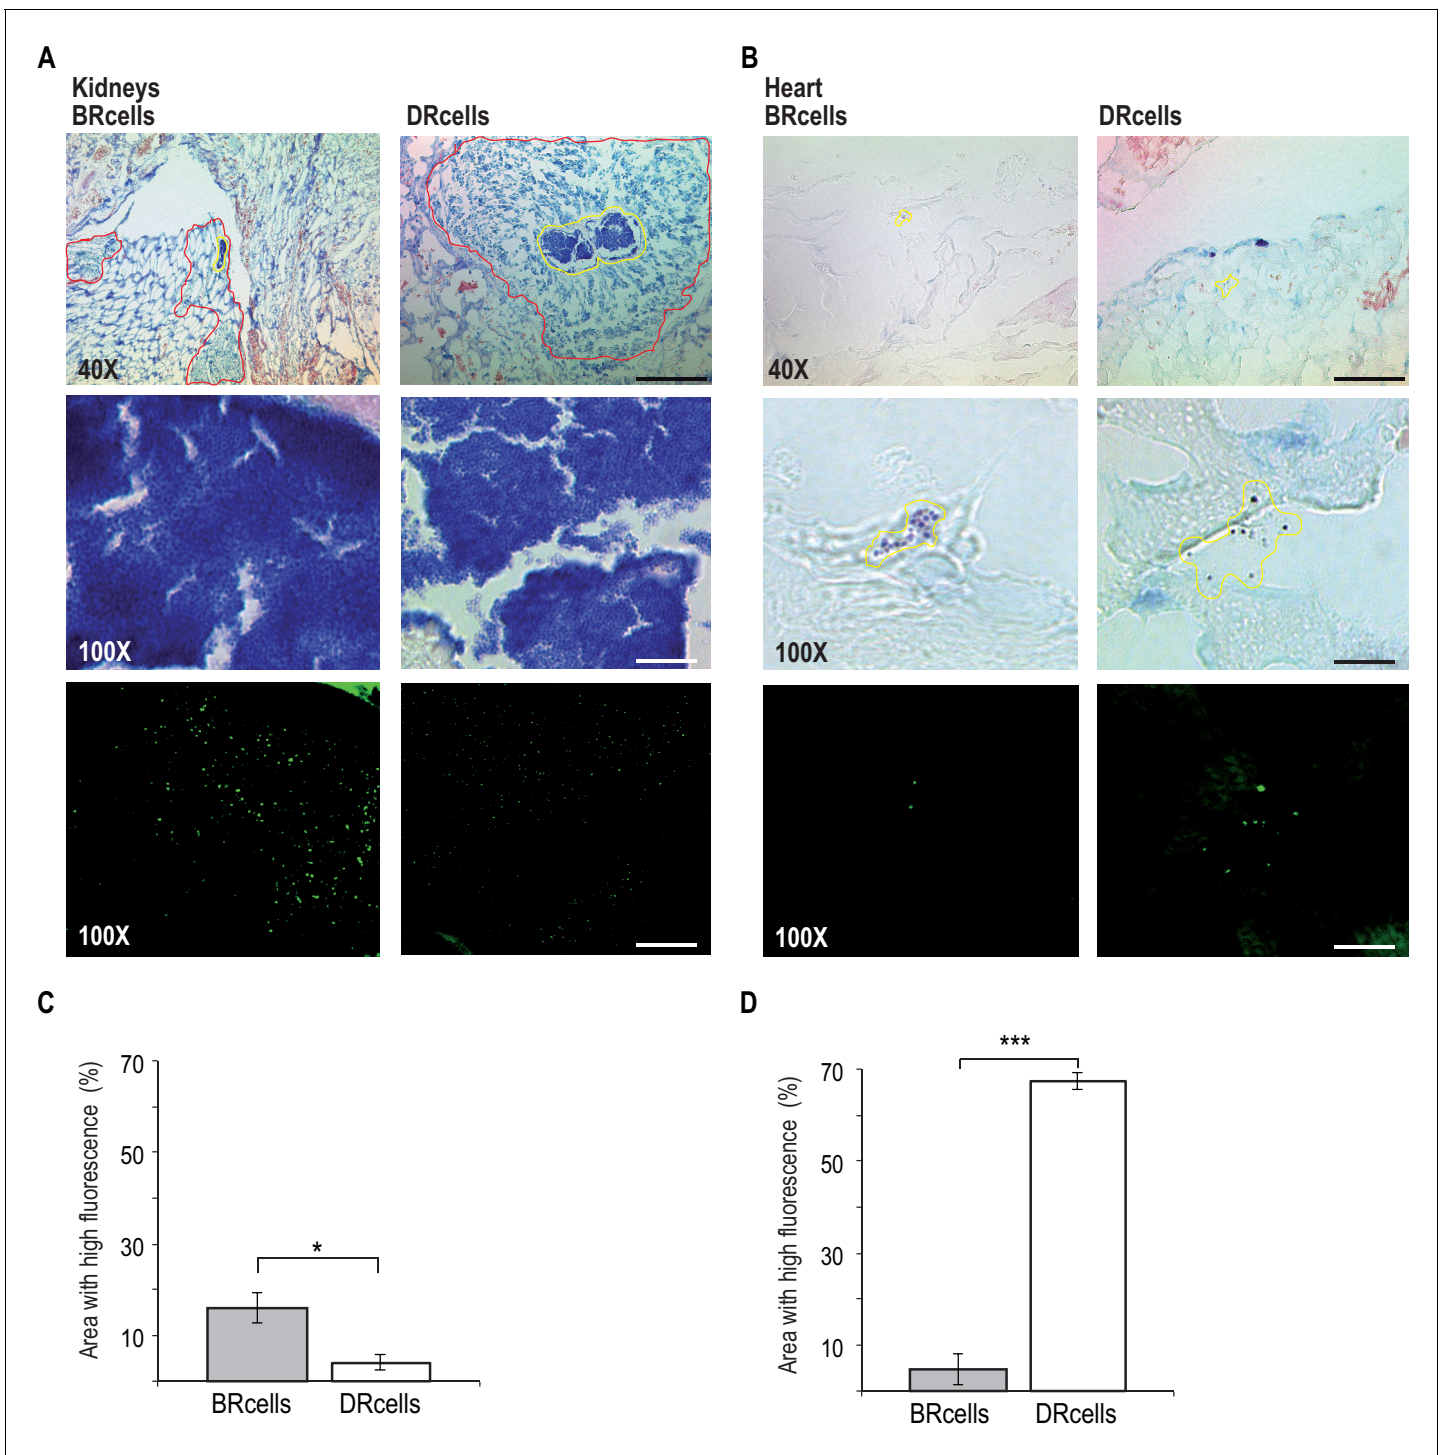 A
Kidneys
BRcells
DRcells
40X
100X
100X
B
Heart
BRcells
DRcells
40X
100X
100X
C
Area with high fluorescence (%)
70
50
30
10
*
BRcells
DRcells
D
Area with high fluorescence (%)
70
50
30
10
***
BRcells
DRcells